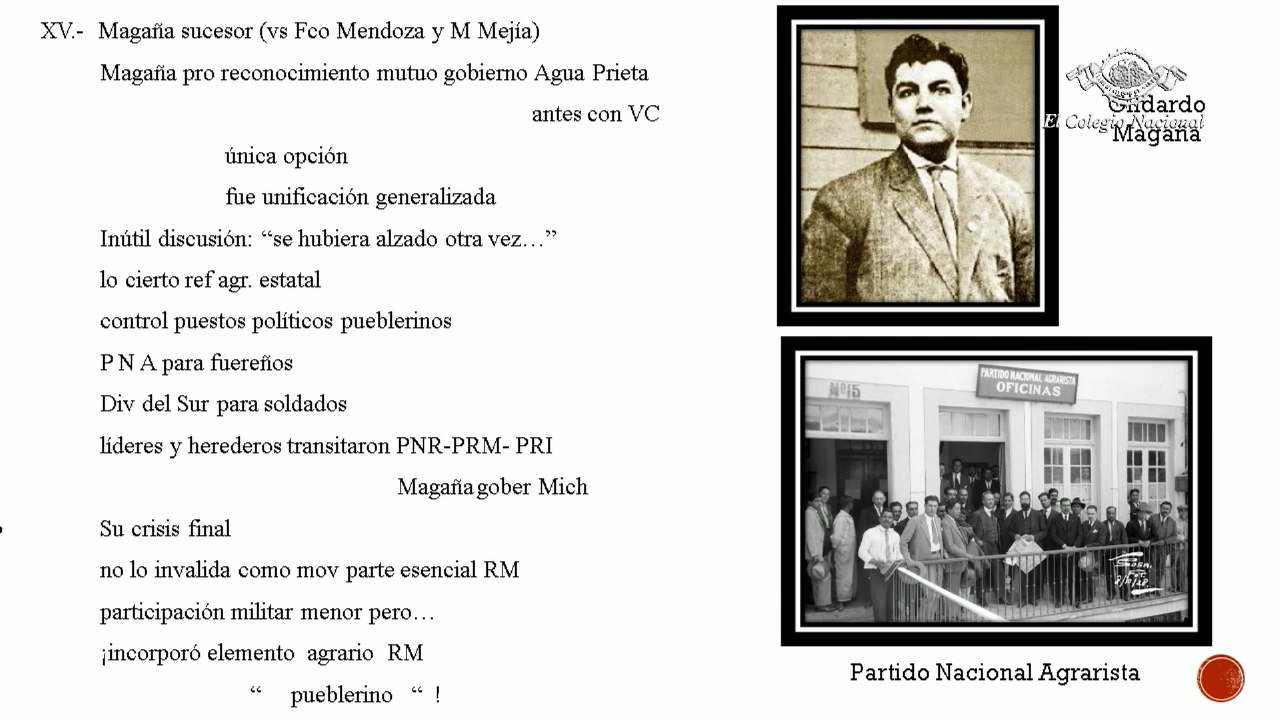 XV.- Magaña sucesor (vs Fco Mendoza y M Mejía)
Magaña pro reconocimiento mutuo gobierno Agua Prieta
antes con VC
única opción
fue unificación generalizada
Inútil discusión: “se hubiera alzado otra vez…”
lo cierto ref agr. estatal
control puestos políticos pueblerinos
P N A para fuereños
Div del Sur para soldados
líderes y herederos transitaron PNR-PRM- PRI
Magaña gober Mich
Su crisis final
no lo invalida como mov parte esencial RM
participación militar menor pero…
¡incorporó elemento agrario RM
“ pueblerino “ !
El Colegio Nacional
Magaña
Nº15
PARTIDO NACIONAL AGRARISTA
OFICINAS
Partido Nacional Agrarista